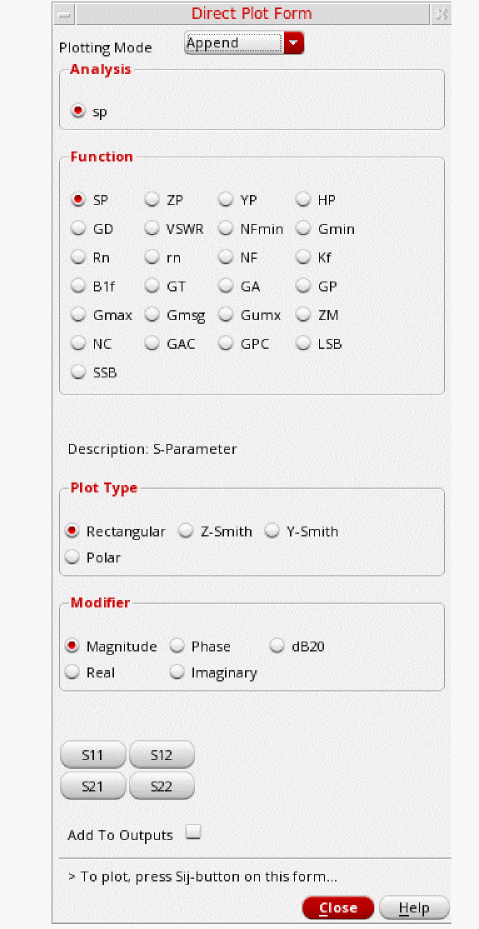 Direct Plot Form
Plotting Mode Append
Analysis
sp
Function
SP ZP YP HP
GD VSWR NFmin Gmin
Rn rn NF Kf
B1f GT GA GP
Gmax Gmsg Gumx ZM
NC GAC GPC LSB
SSB
Description: S-Parameter
Plot Type
Rectangular Z-Smith Y-Smith
Polar
Modifier
Magnitude Phase dB20
Real Imaginary
S11 S12
S21 S22
Add To Outputs
> To plot, press Sij-button on this form...
Close Help